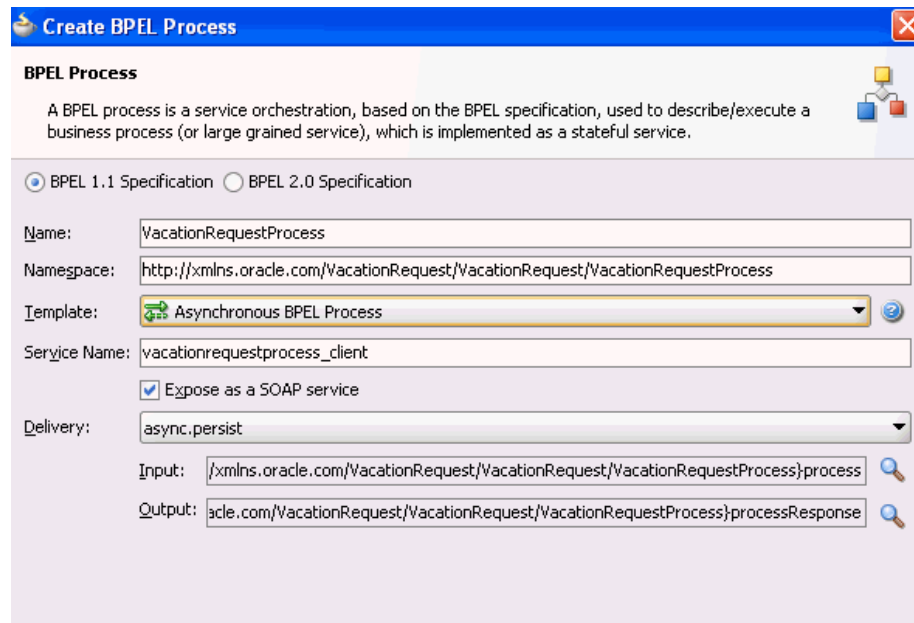 Create BPEL Process
BPEL Process
A BPEL process is a service orchestration, based on the BPEL specification, used to describe/execute a
business process (or large grained service), which is implemented as a stateful service.
BPEL 1.1 Specification BPEL 2.0 Specification
Name: VacationRequestProcess
Namespace: http://xmlns.oracle.com/VacationRequest/VacationRequest/VacationRequestProcess
Template: Asynchronous BPEL Process
Service Name: vacationrequestprocess_client
Expose as a SOAP service
Delivery: async.persist
Input: /xmlns.oracle.com/VacationRequest/VacationRequest/VacationRequestProcess}process
Output: acle.com/VacationRequest/VacationRequest/VacationRequestProcess}processResponse